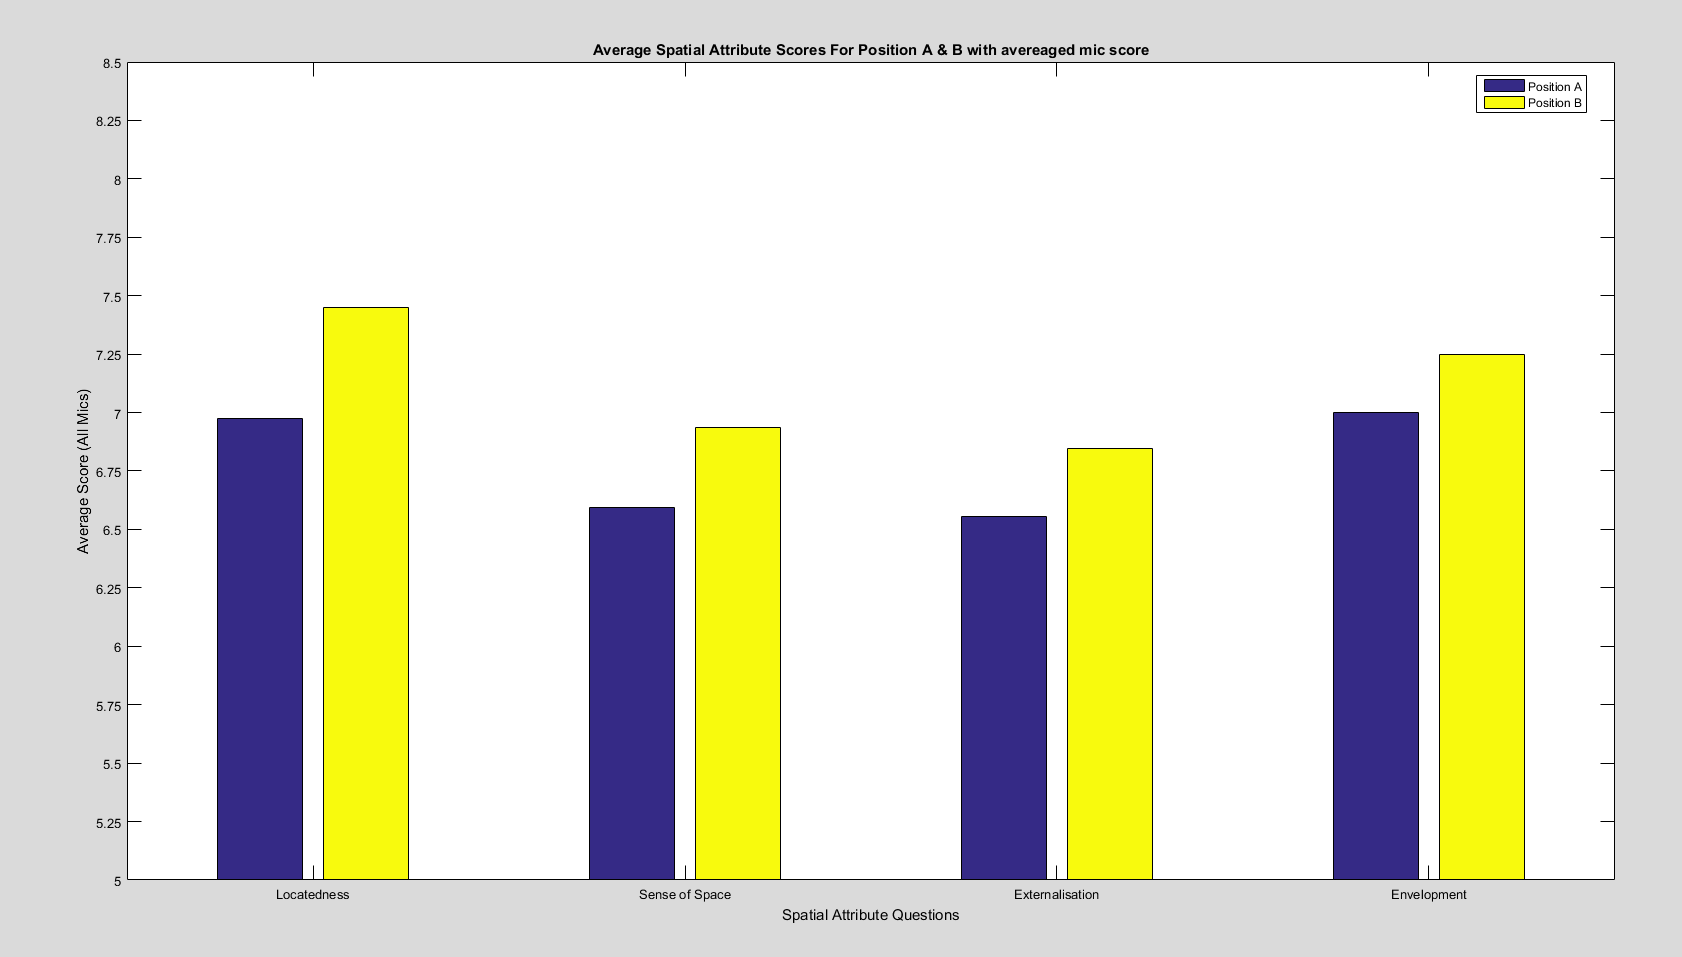 Average Spatial Attribute Scores For Position A & B with avereaged mic score
Position A
Position B
8.5
8.25
8
7.75
7.5
7.25
7
6.75
6.5
6.25
6
5.75
5.5
5.25
5
Average Score (All Mics)
Locatedness
Sense of Space
Externalisation
Envelopment
Spatial Attribute Questions